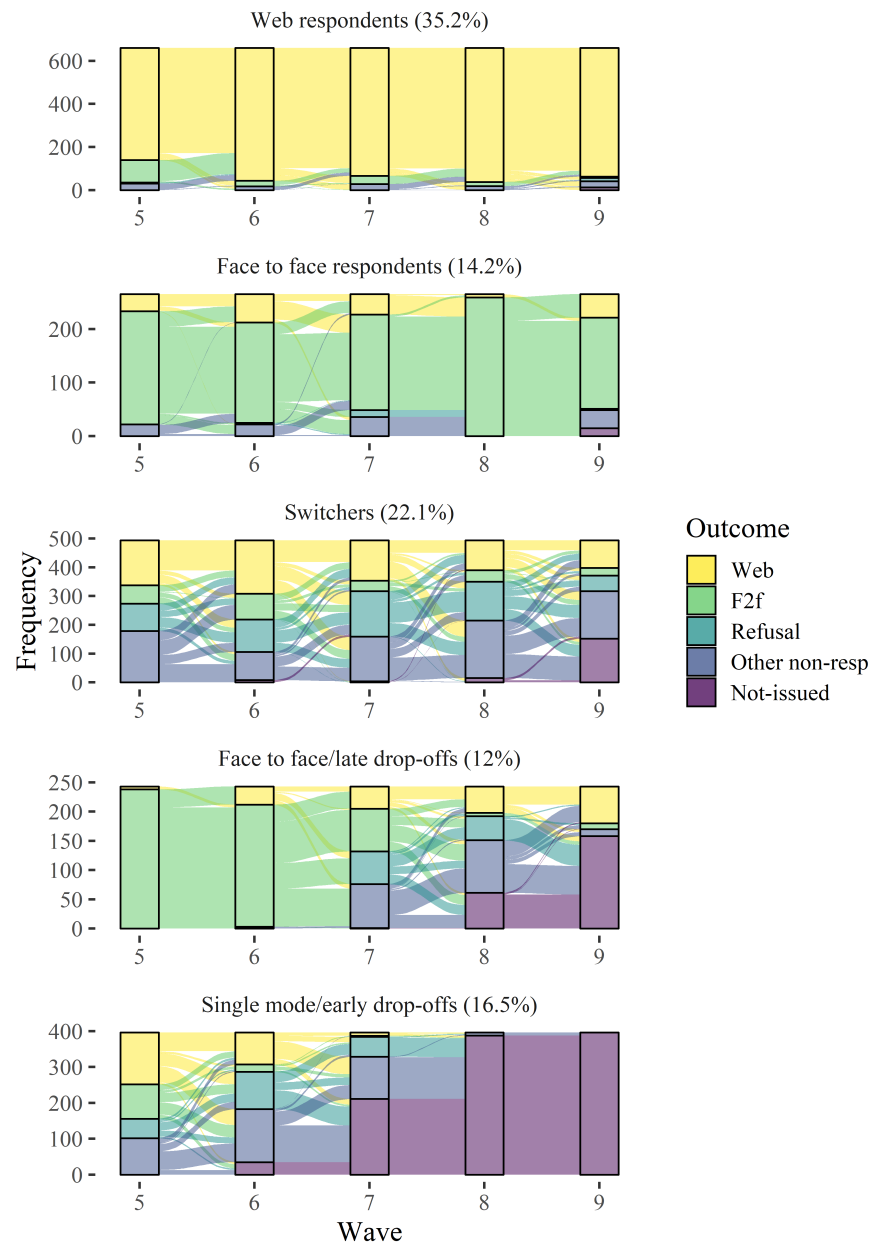 Web respondents (35.2%)
600
400
200
0
5 6 7 8 9
Face to face respondents (14.2%)
200
100
0
5 6 7 8 9
Switchers (22.1%)
500
400
300
200
100
0
5 6 7 8 9
Face to face/late drop-offs (12%)
250
200
150
100
50
0
5 6 7 8 9
Single mode/early drop-offs (16.5%)
400
300
200
100
0
5 6 7 8 9
Wave
Frequency
Outcome
Web
F2f
Refusal
Other non-resp
Not-issued